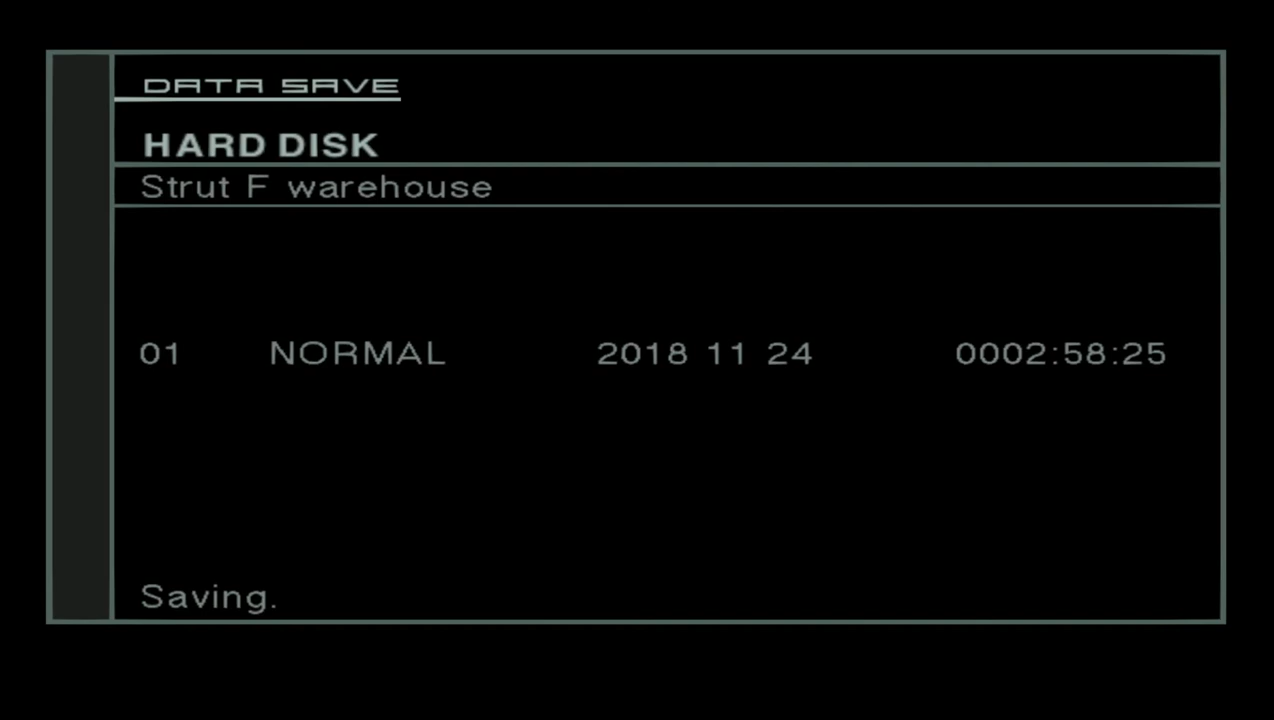 DATA SAVE
HARD DISK
Strut F warehouse
01 NORMAL 2018 11 24 0002:58:25
Saving.